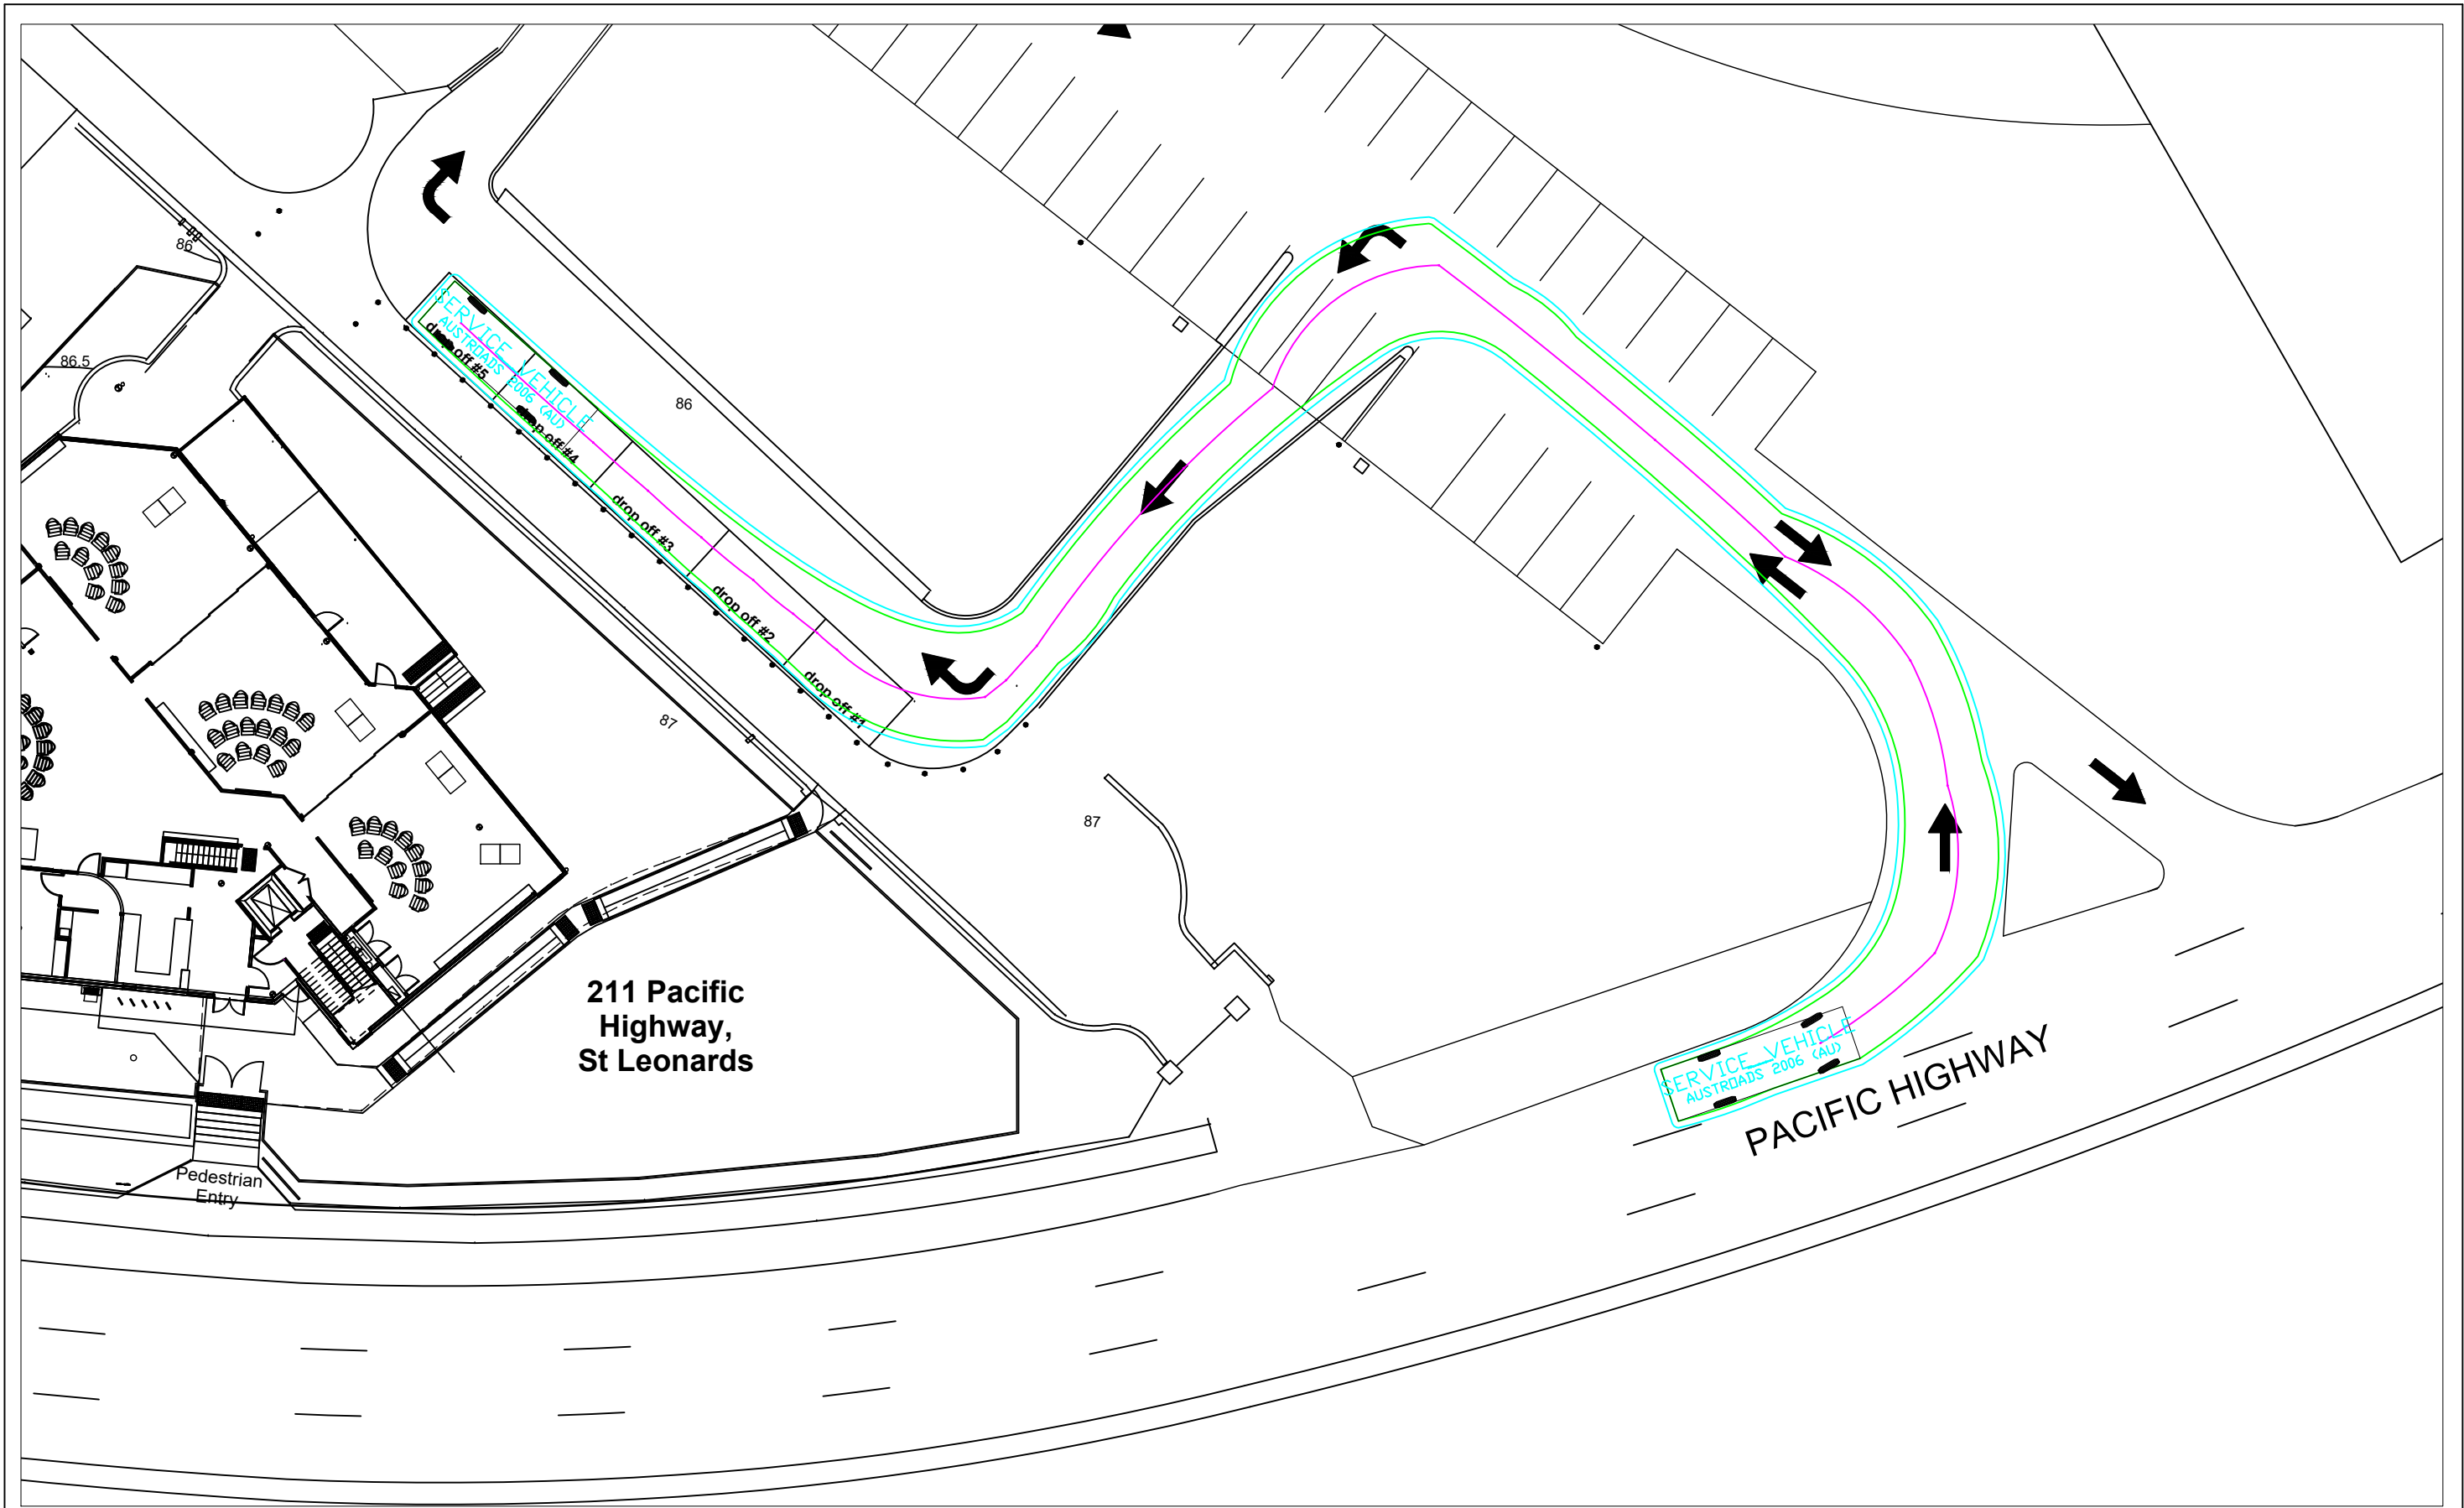 86
86.5
SERVICE VEHICLE
AUSTROADS 2006 (AU)
drop off #5
drop off #4
drop off #3
drop off #2
drop off #1
86
87
87
211 Pacific
Highway,
St Leonards
SERVICE VEHICLE
AUSTROADS 2006 (AU)
PACIFIC HIGHWAY
Pedestrian
Entry